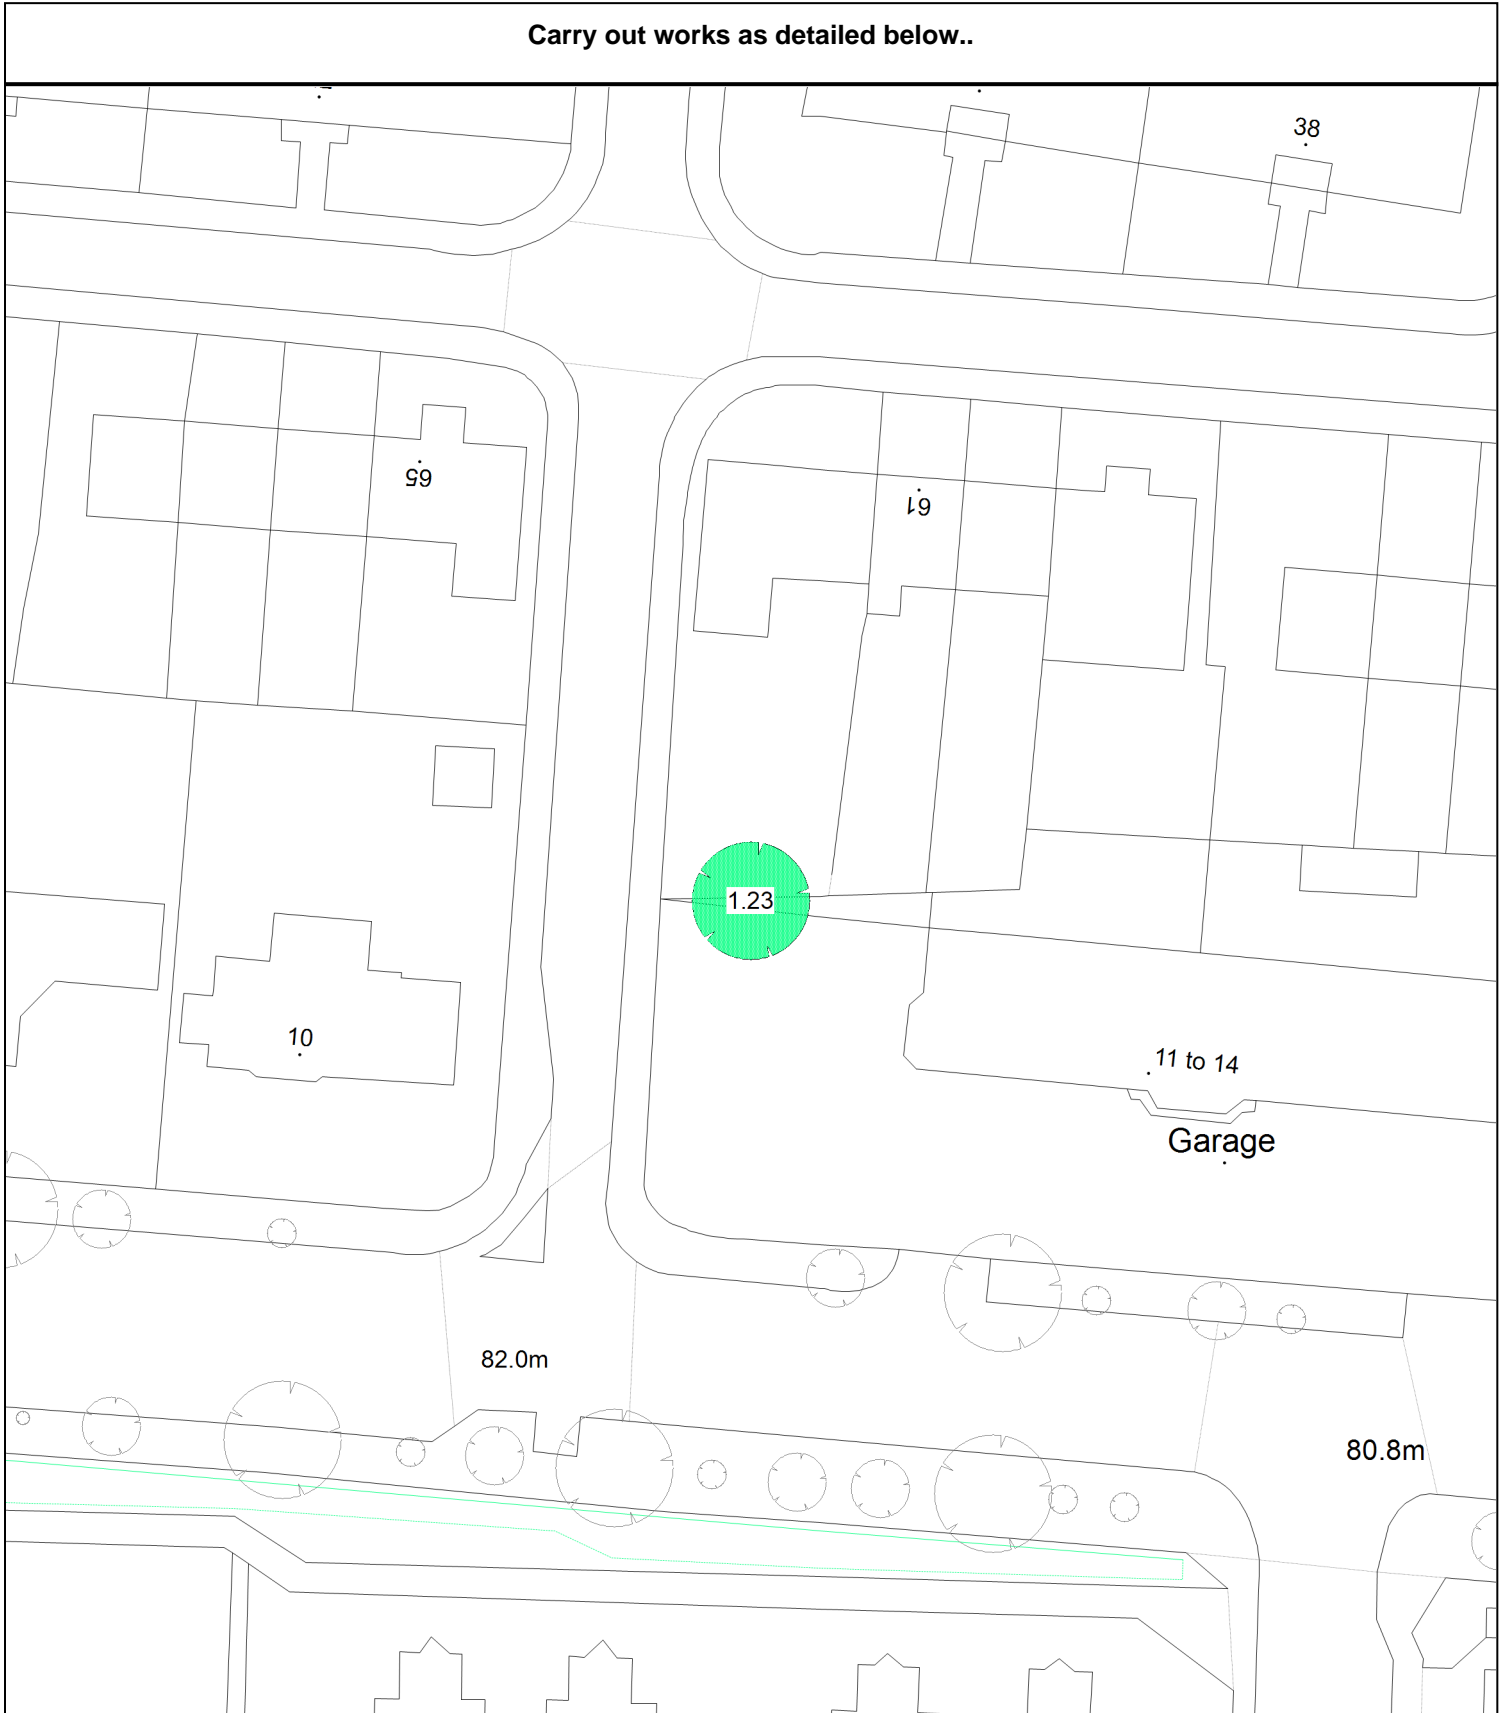 Carry out works as detailed below..
38
65
61
1.23
10
11 to 14
Garage
82.0m
80.8m